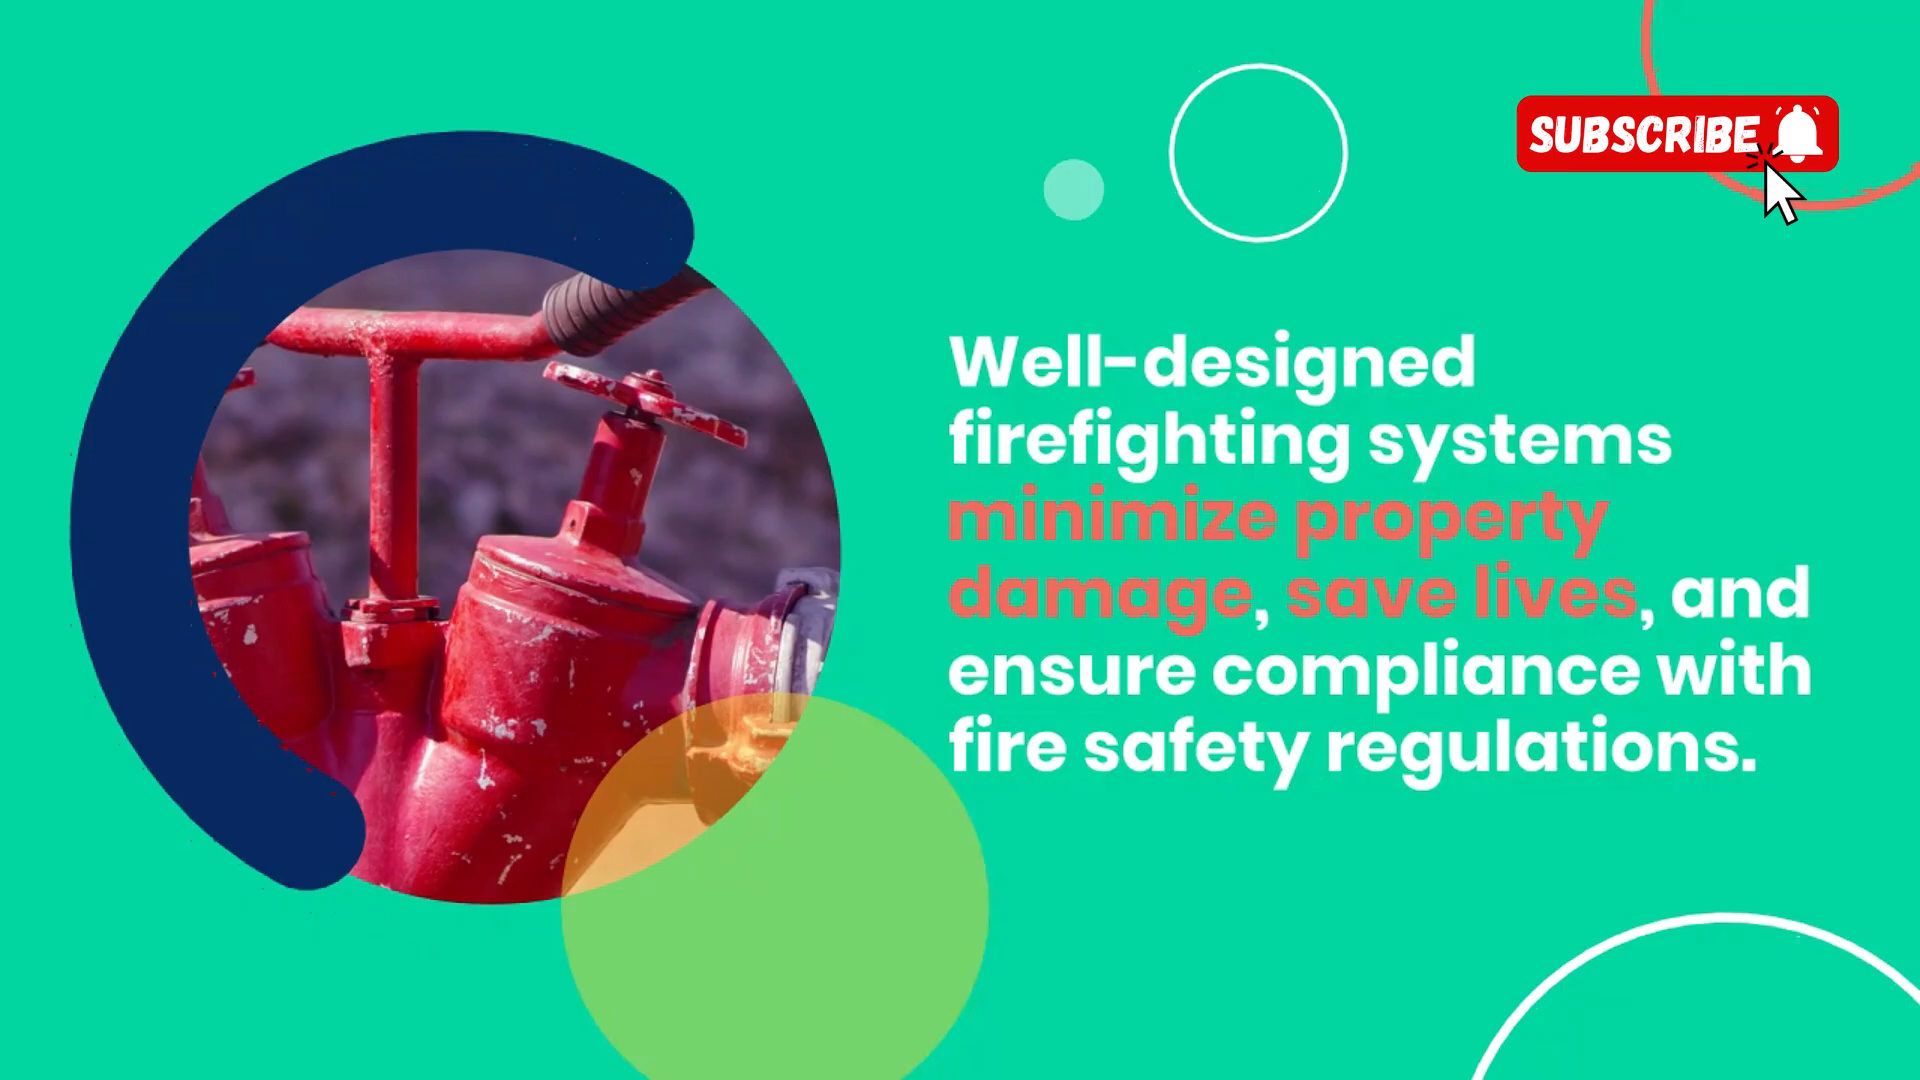 SUBSCRIBE
Well-designed
firefighting systems
minimize property
damage, save lives, and
ensure compliance with
fire safety regulations.